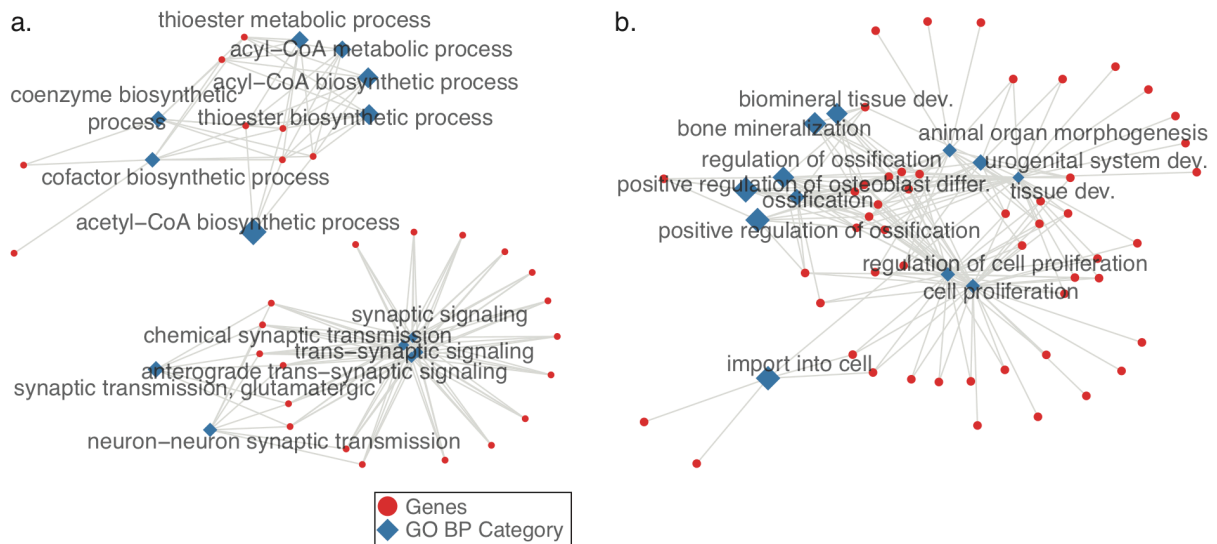 a.
thioester metabolic process
acyl−CoA metabolic process
acyl−CoA biosynthetic process
coenzyme biosynthetic
process
thioester biosynthetic process
cofactor biosynthetic process
acetyl−CoA biosynthetic process
synaptic signaling
chemical synaptic transmission
trans−synaptic signaling
anterograde trans−synaptic signaling
synaptic transmission, glutamatergic
neuron−neuron synaptic transmission
Genes
GO BP Category
b.
biomineral tissue dev.
bone mineralization
animal organ morphogenesis
regulation of ossification
urogenital system dev.
positive regulation of osteoblast differ.
tissue dev.
ossification
positive regulation of ossification
regulation of cell proliferation
cell proliferation
import into cell